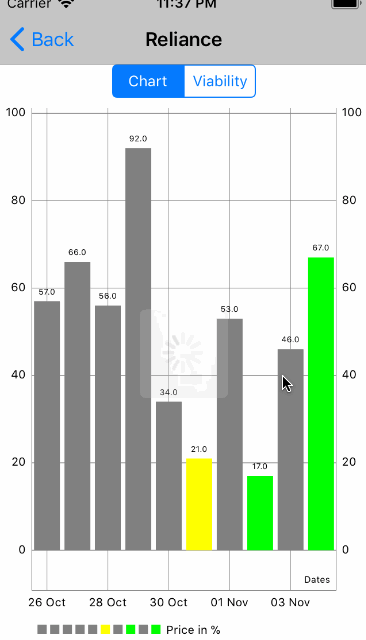 Carrier 11:37 PM
Back Reliance
Chart Viability
100 100
92.0
80 80
66.0 67.0
60 60
57.0 56.0 53.0
46.0
40 40
34.0
21.0
20 20
17.0
0 0
Dates
26 Oct 28 Oct 30 Oct 01 Nov 03 Nov
Price in %